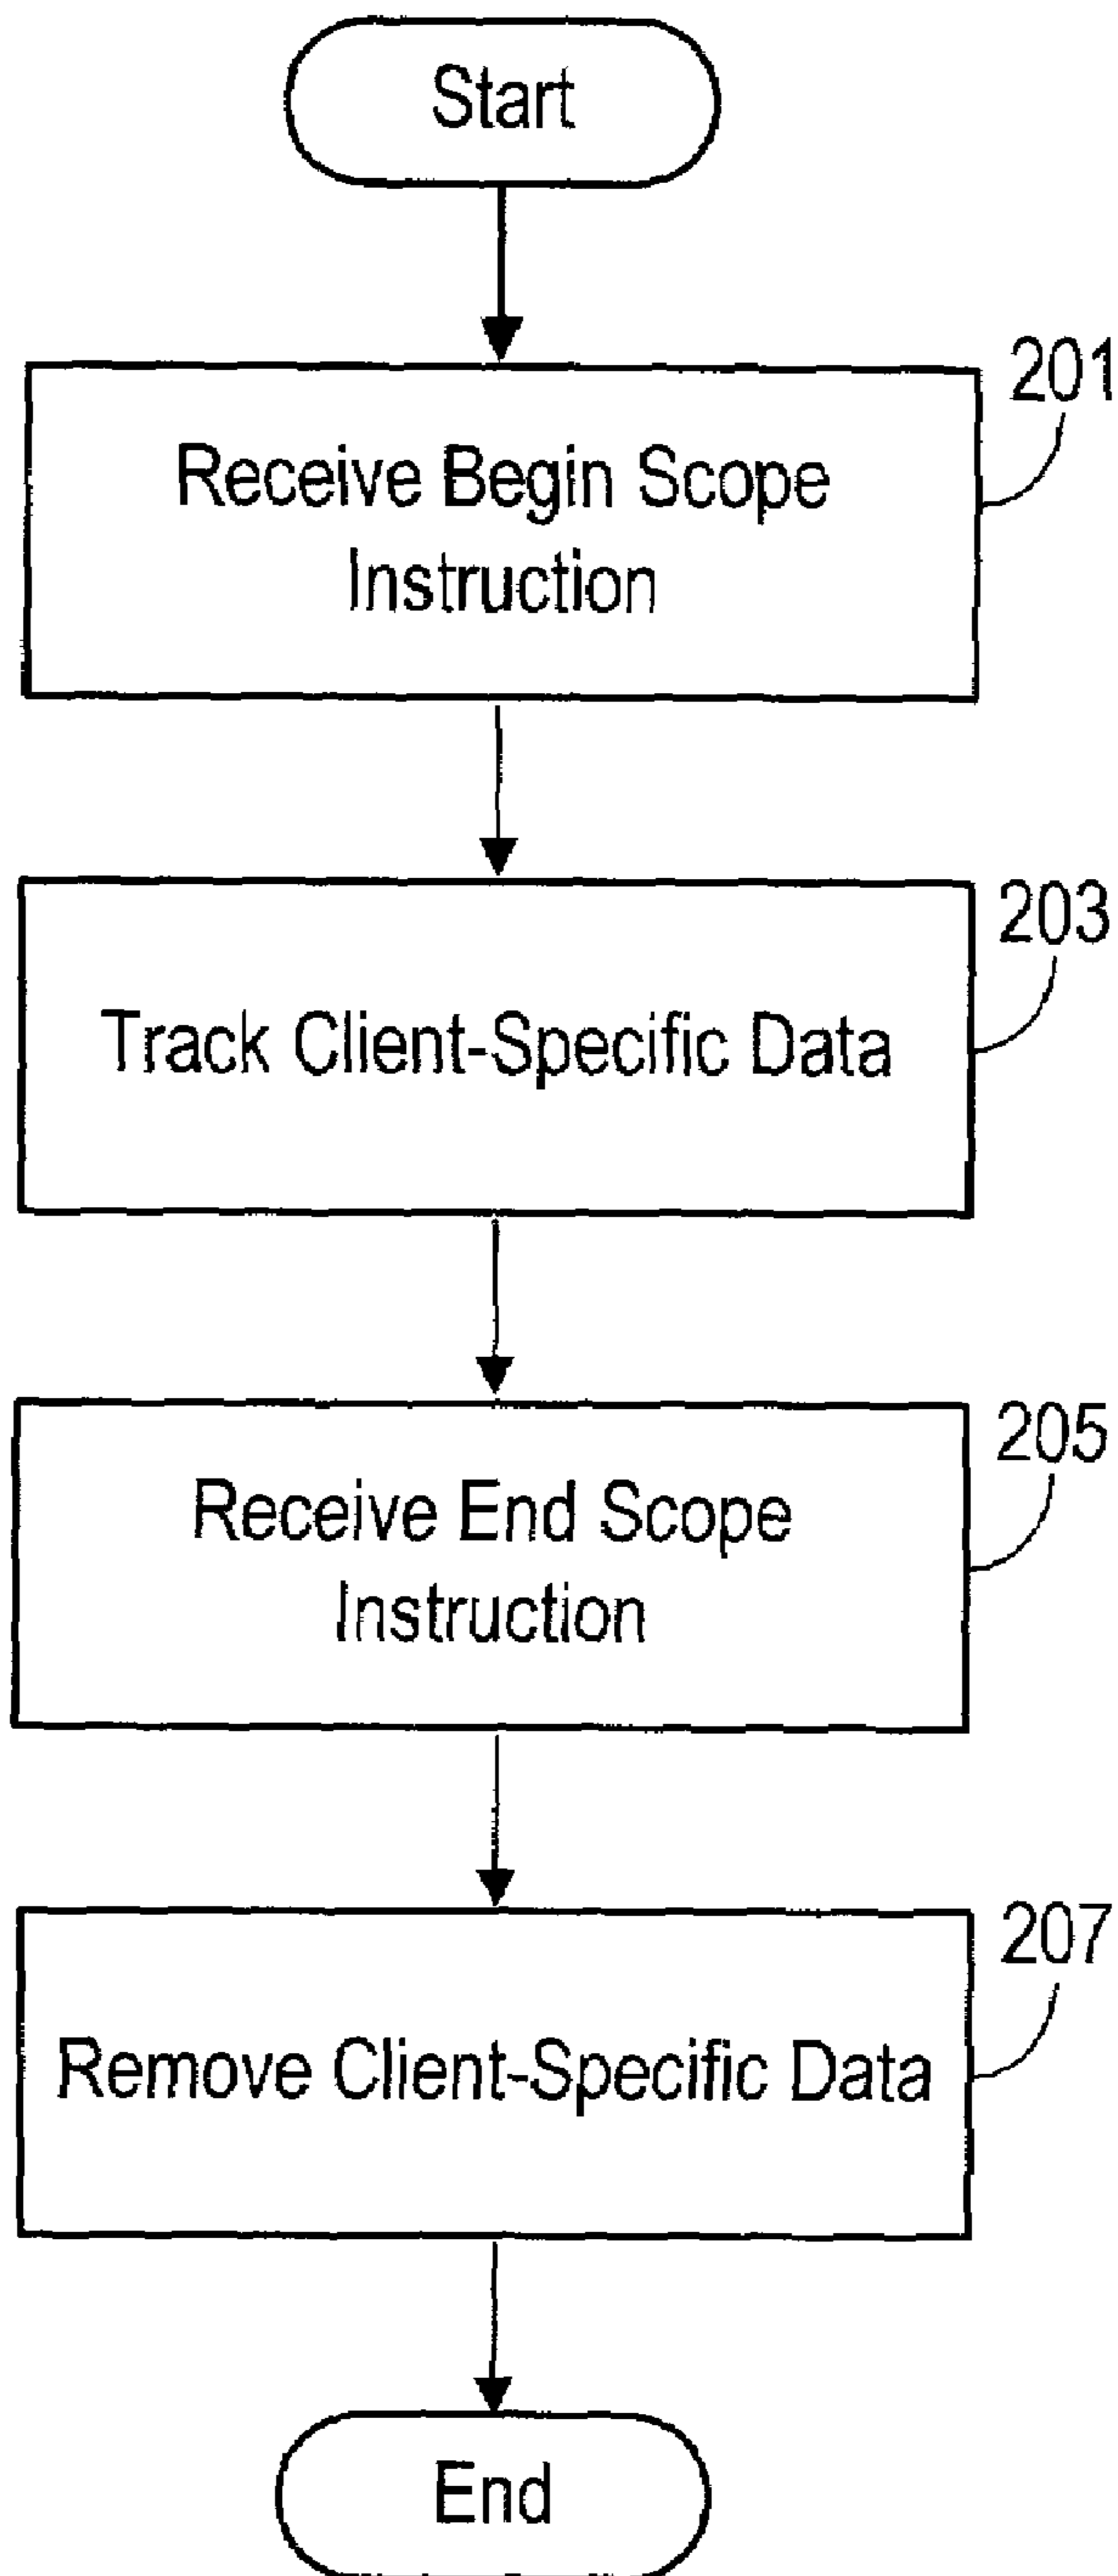 Start
201
Receive Begin Scope
Instruction
203
Track Client-Specific Data
205
Receive End Scope
Instruction
207
Remove Client-Specific Data
End